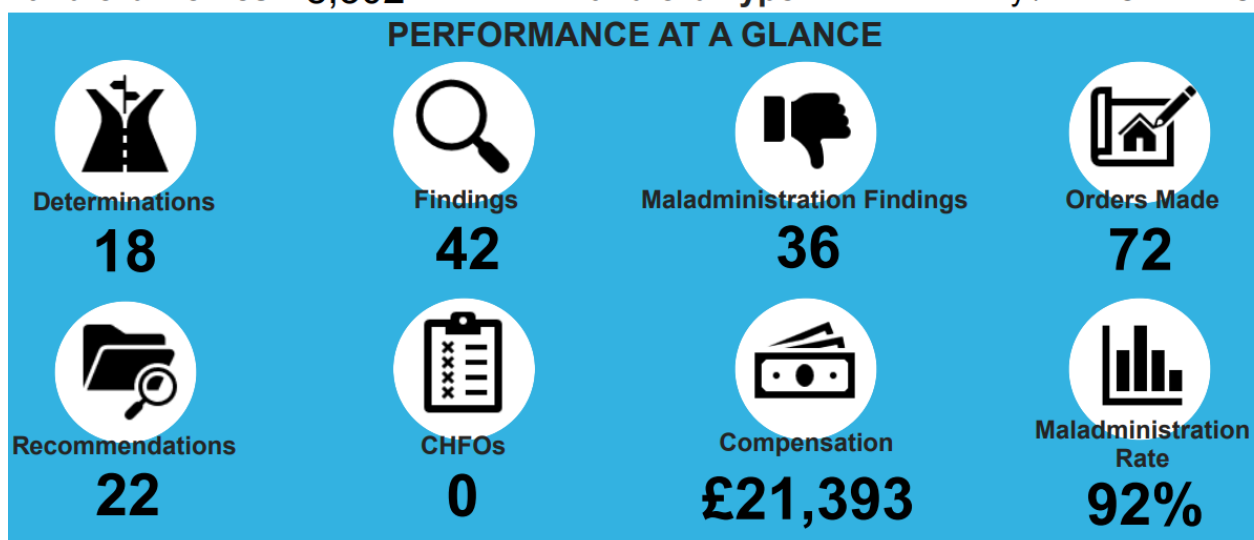 PERFORMANCE AT A GLANCE
Determinations
18
Findings
42
Maladministration Findings
36
Orders Made
72
Recommendations
22
CHFOs
0
Compensation
£21,393
Maladministration
Rate
92%